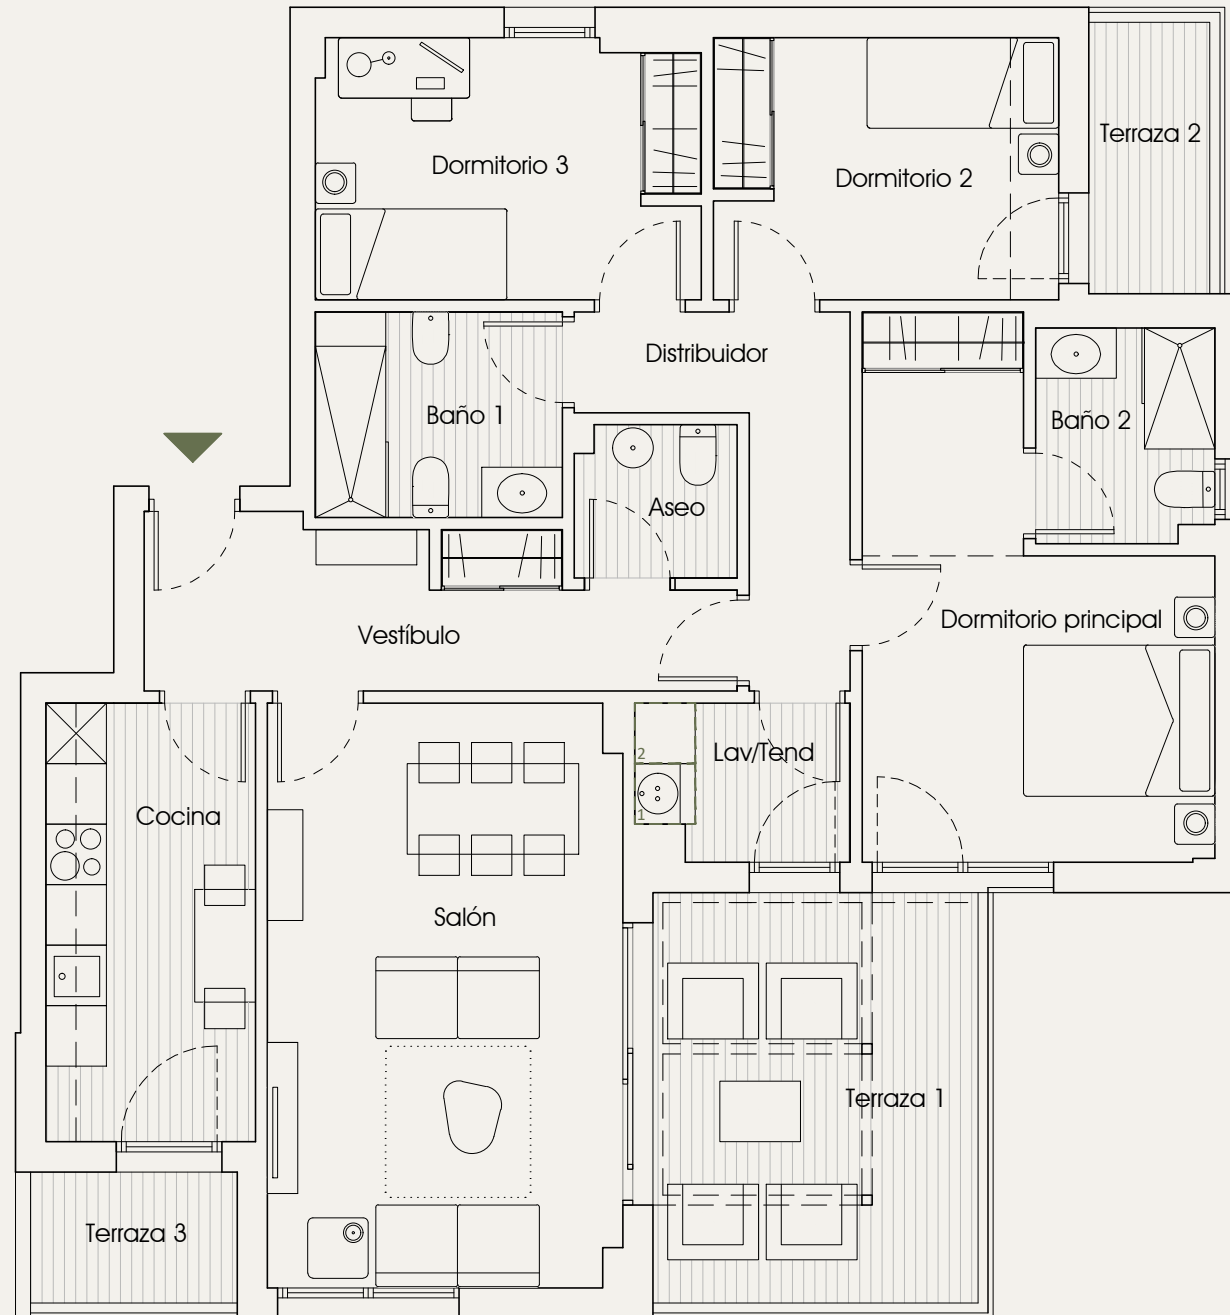 Terraza 2
Dormitorio 3
Dormitorio 2
Distribuidor
Baño 1
Baño 2
Aseo
Dormitorio principal
Vestíbulo
Lav/Tend
2
1
Cocina
Salón
Terraza 1
Terraza 3